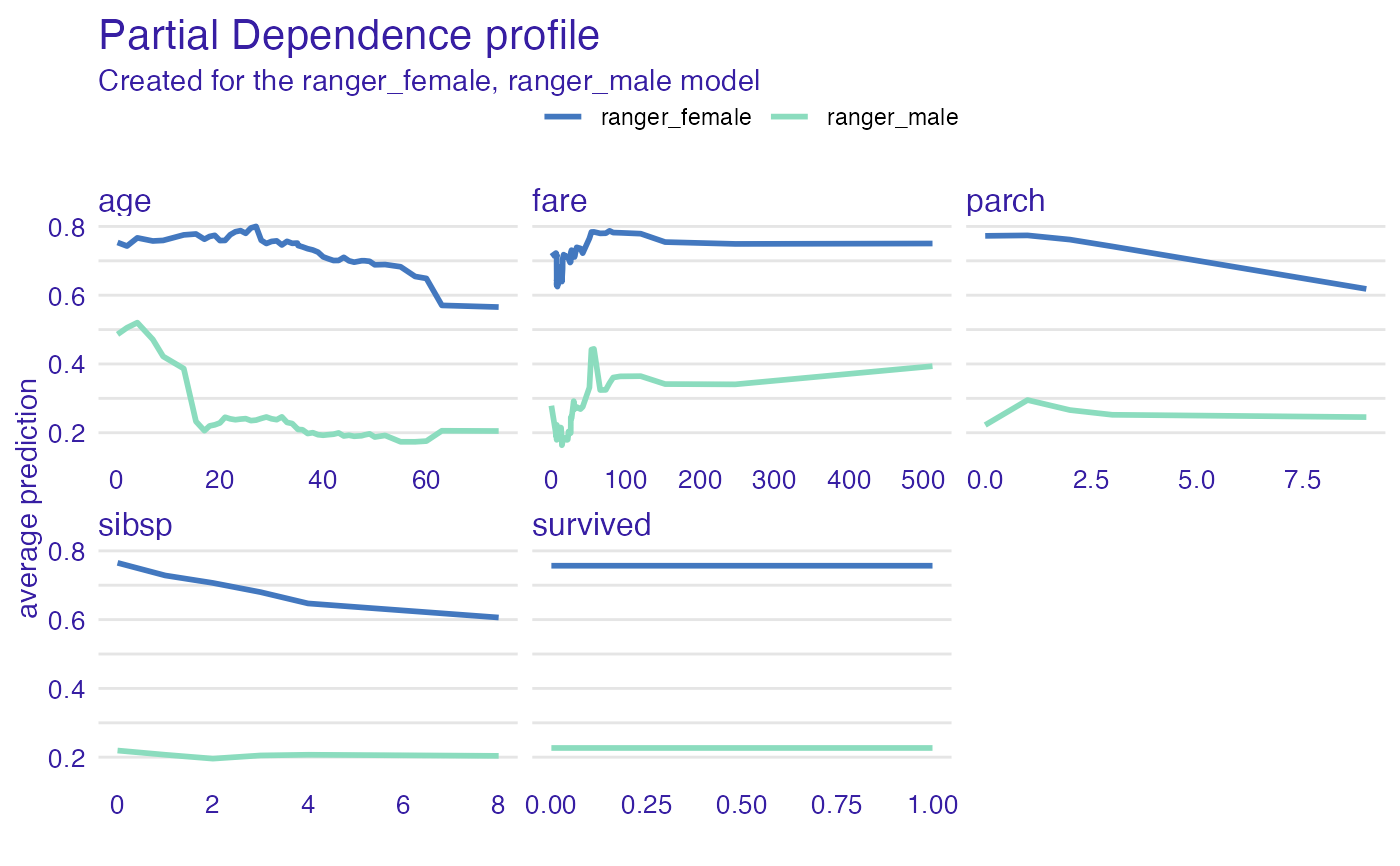 Partial Dependence profile
Created for the ranger_female, ranger_male model
ranger_female ranger_male
age fare parch
0.8
0.6
0.4
0.2
0 20 40 60 0 100 200 300 400 500 0.0 2.5 5.0 7.5
average prediction
sibsp survived
0.8
0.6
0.4
0.2
0 2 4 6 8 0.00 0.25 0.50 0.75 1.00